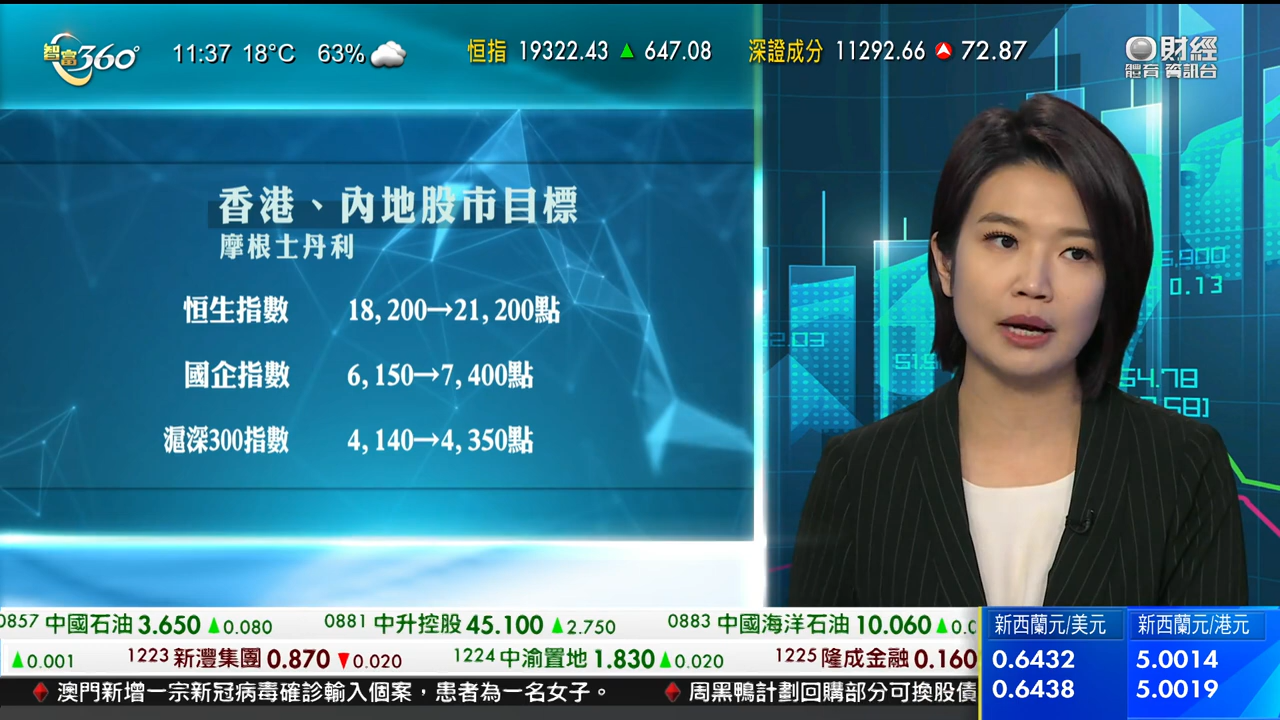 智富360°
11:37 18°C 63%
恒指 19322.43 ▲ 647.08
深證成分 11292.66 72.87
財經
體育 資訊台
香港、內地股市目標
摩根士丹利
恒生指數 18,200→21,200點
國企指數 6,150→7,400點
滬深300指數 4,140→4,350點
5,900
0.13
2.03
54.78
0857 中國石油 3.650 ▲0.080 0881 中升控股 45.100 ▲2.750 0883 中國海洋石油 10.060 ▲
▲0.001 1223 新灃集團 0.870 ▼0.020 1224 中渝置地 1.830 ▲0.020 1225 隆成金融 0.160
澳門新增一宗新冠病毒確診輸入個案，患者為一名女子。 周黑鴨計劃回購部分可換股債
新西蘭元/美元
0.6432
0.6438
新西蘭元/港元
5.0014
5.0019